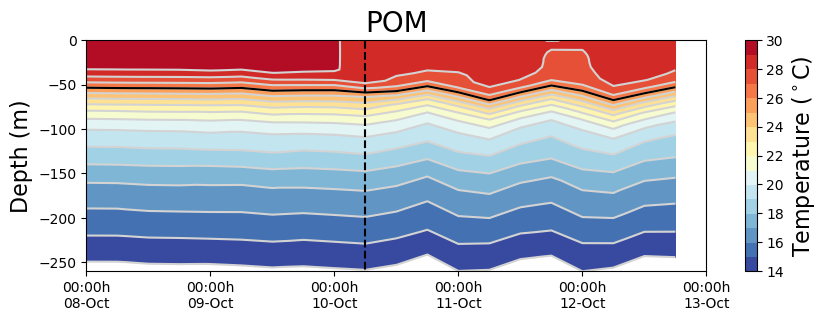 POM
Depth (m)
0
−50
−100
−150
−200
−250
00:00h
08-Oct
00:00h
09-Oct
00:00h
10-Oct
00:00h
11-Oct
00:00h
12-Oct
00:00h
13-Oct
30
28
26
24
22
20
18
16
14
Temperature (°C)